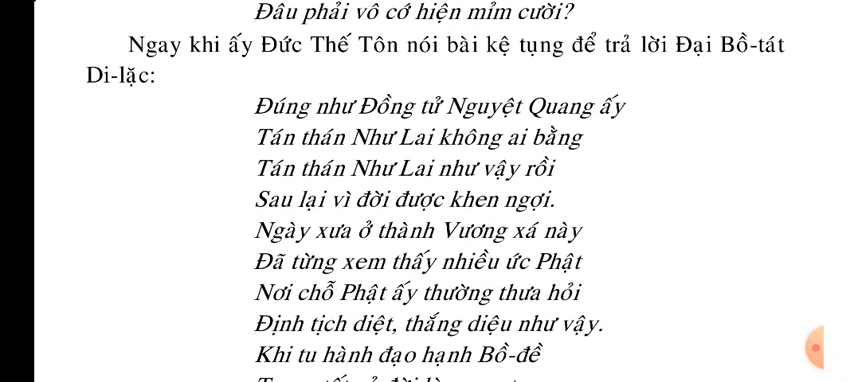 Đâu phải vô cớ hiện mỉm cười?
Ngay khi ấy Đức Thế Tôn nói bài kệ tụng để trả lời Đại Bồ-tát
Di-lặc:
Đúng như Đồng tử Nguyệt Quang ấy
Tán thán Như Lai không ai bằng
Tán thán Như Lai như vậy rồi
Sau lại vì đời được khen ngợi.
Ngày xưa ở thành Vương xá này
Đã từng xem thấy nhiều ức Phật
Nơi chỗ Phật ấy thường thưa hỏi
Định tịch diệt, thắng diệu như vậy.
Khi tu hành đạo hạnh Bồ-đề